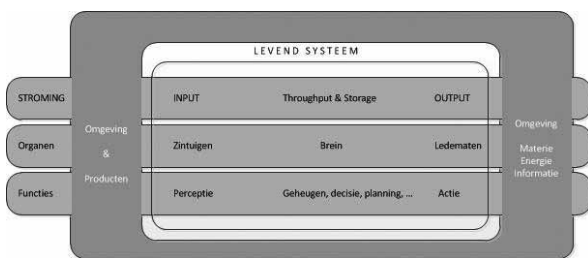 LEVEND SYSTEEM
STROMING INPUT Throughput & Storage OUTPUT
Organen Zintuigen Brein Ledematen
Functies Perceptie Geheugen, decisie, planning, ... Actie
Omgeving
&
Producten
Omgeving
Materie
Energie
Informatie